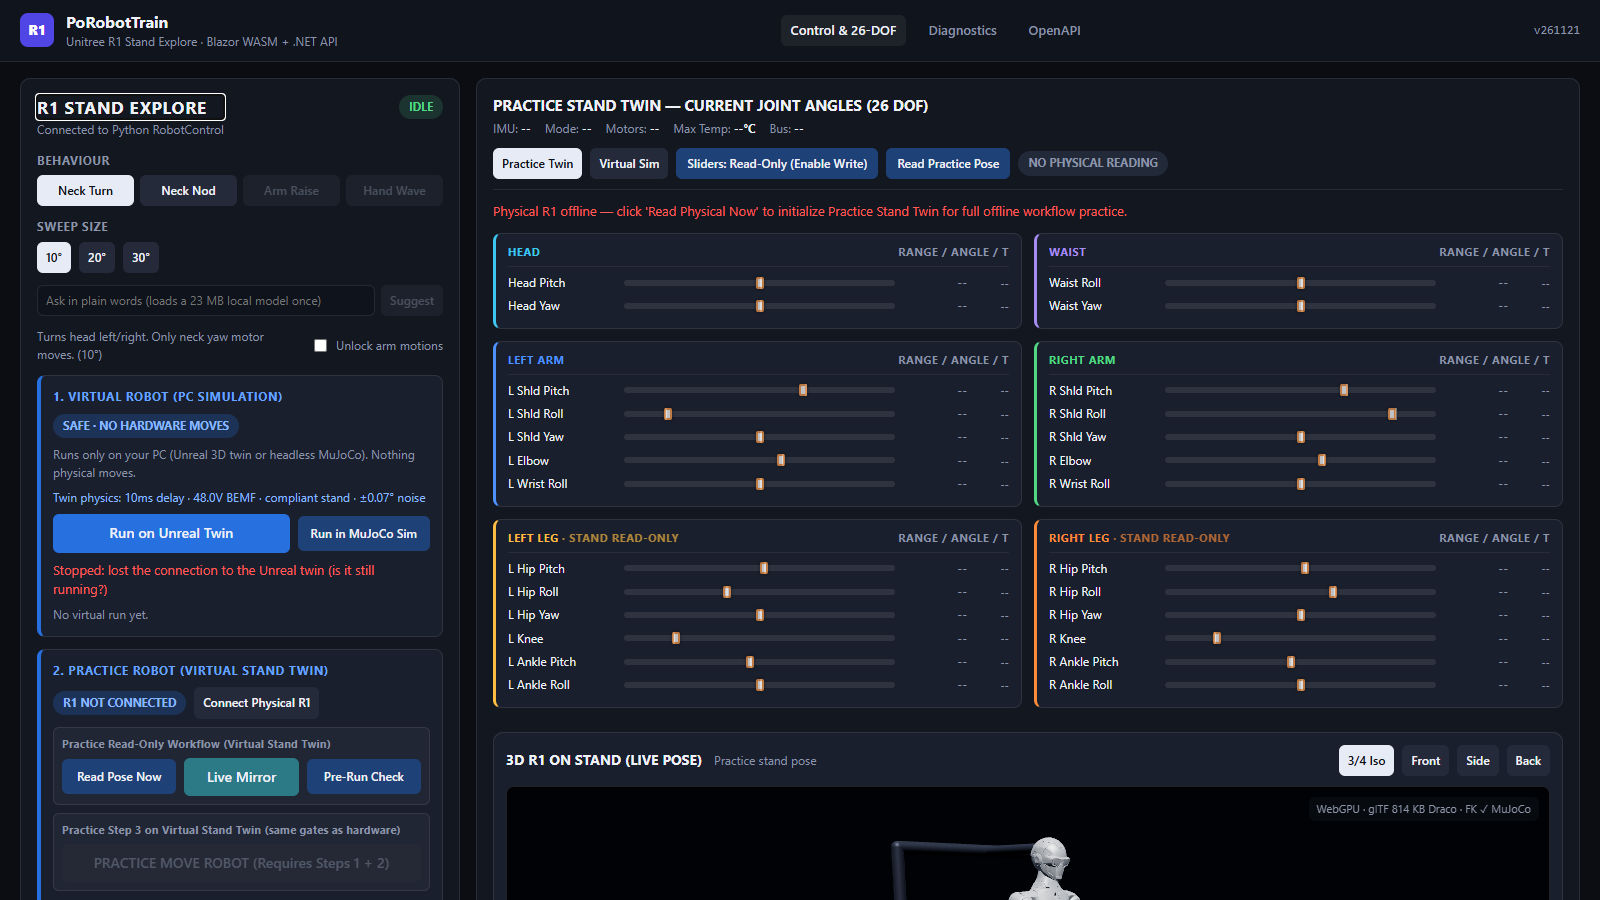 R1
PoRobotTrain
Unitree R1 Stand Explore · Blazor WASM + .NET API
Control & 26-DOF
Diagnostics
OpenAPI
v261121
R1 STAND EXPLORE
IDLE
Connected to Python RobotControl
BEHAVIOUR
Neck Turn
Neck Nod
Arm Raise
Hand Wave
SWEEP SIZE
10°
20°
30°
Ask in plain words (loads a 23 MB local model once)
Suggest
Turns head left/right. Only neck yaw motor
moves. (10°)
Unlock arm motions
1. VIRTUAL ROBOT (PC SIMULATION)
SAFE · NO HARDWARE MOVES
Runs only on your PC (Unreal 3D twin or headless MuJoCo). Nothing
physical moves.
Twin physics: 10ms delay · 48.0V BEMF · compliant stand · ±0.07° noise
Run on Unreal Twin
Run in MuJoCo Sim
Stopped: lost the connection to the Unreal twin (is it still
running?)
No virtual run yet.
2. PRACTICE ROBOT (VIRTUAL STAND TWIN)
R1 NOT CONNECTED
Connect Physical R1
Practice Read-Only Workflow (Virtual Stand Twin)
Read Pose Now
Live Mirror
Pre-Run Check
Practice Step 3 on Virtual Stand Twin (same gates as hardware)
PRACTICE MOVE ROBOT (Requires Steps 1 + 2)
PRACTICE STAND TWIN — CURRENT JOINT ANGLES (26 DOF)
IMU: -- Mode: -- Motors: -- Max Temp: --°C Bus: --
Practice Twin
Virtual Sim
Sliders: Read-Only (Enable Write)
Read Practice Pose
NO PHYSICAL READING
Physical R1 offline — click 'Read Physical Now' to initialize Practice Stand Twin for full offline workflow practice.
HEAD RANGE / ANGLE / T
Head Pitch -- --
Head Yaw -- --
WAIST RANGE / ANGLE / T
Waist Roll -- --
Waist Yaw -- --
LEFT ARM RANGE / ANGLE / T
L Shld Pitch -- --
L Shld Roll -- --
L Shld Yaw -- --
L Elbow -- --
L Wrist Roll -- --
RIGHT ARM RANGE / ANGLE / T
R Shld Pitch -- --
R Shld Roll -- --
R Shld Yaw -- --
R Elbow -- --
R Wrist Roll -- --
LEFT LEG · STAND READ-ONLY RANGE / ANGLE / T
L Hip Pitch -- --
L Hip Roll -- --
L Hip Yaw -- --
L Knee -- --
L Ankle Pitch -- --
L Ankle Roll -- --
RIGHT LEG · STAND READ-ONLY RANGE / ANGLE / T
R Hip Pitch -- --
R Hip Roll -- --
R Hip Yaw -- --
R Knee -- --
R Ankle Pitch -- --
R Ankle Roll -- --
3D R1 ON STAND (LIVE POSE) Practice stand pose
3/4 Iso
Front
Side
Back
WebGPU · glTF 814 KB Draco · FK ✓ MuJoCo